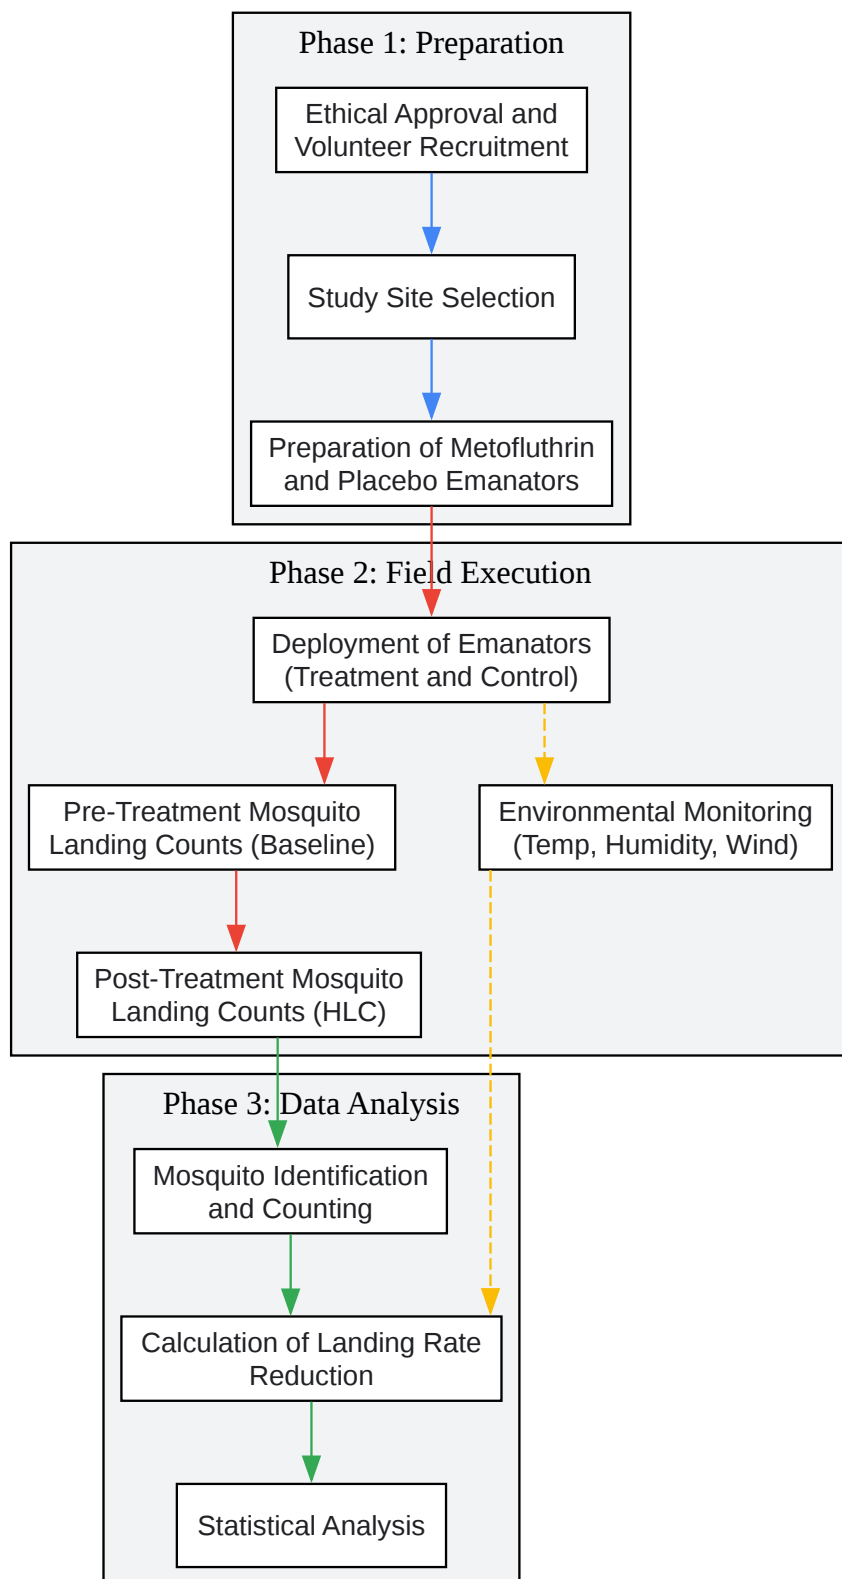 Phase 1: Preparation
Ethical Approval and
Volunteer Recruitment
Study Site Selection
Preparation of Metofluthrin
and Placebo Emanators
Phase 2: Field Execution
Deployment of Emanators
(Treatment and Control)
Pre-Treatment Mosquito
Landing Counts (Baseline)
Environmental Monitoring
(Temp, Humidity, Wind)
Post-Treatment Mosquito
Landing Counts (HLC)
Phase 3: Data Analysis
Mosquito Identification
and Counting
Calculation of Landing Rate
Reduction
Statistical Analysis